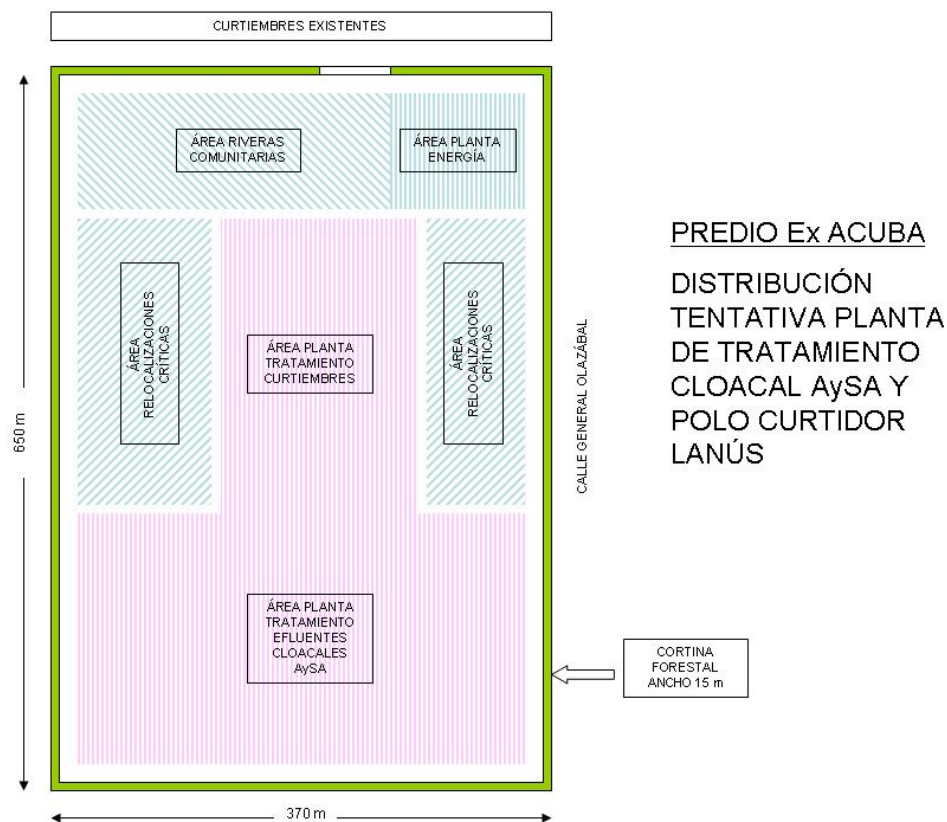 CURTIEMBRES EXISTENTES
ÁREA RIVERAS
COMUNITARIAS
ÁREA PLANTA
ENERGÍA
ÁREA
RELOCALIZACIONES
CRÍTICAS
ÁREA PLANTA
TRATAMIENTO
CURTIEMBRES
ÁREA
RELOCALIZACIONES
CRÍTICAS
ÁREA PLANTA
TRATAMIENTO
EFLUENTES
CLOACALES
AySA
650 m
370 m
CALLE GENERAL OLAZÁBAL
CORTINA
FORESTAL
ANCHO 15 m
PREDIO Ex ACUBA
DISTRIBUCIÓN
TENTATIVA PLANTA
DE TRATAMIENTO
CLOACAL AySA Y
POLO CURTIDOR
LANÚS